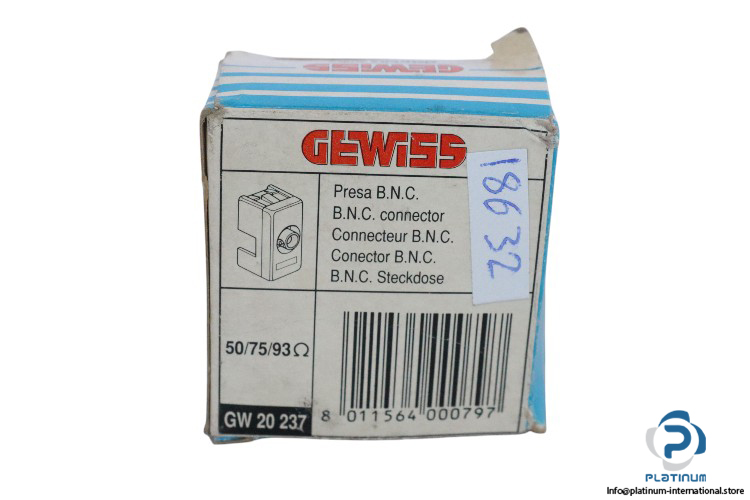 GEWISS
GEWISS
Presa B.N.C.
B.N.C. connector
Connecteur B.N.C.
Conector B.N.C.
B.N.C. Steckdose
18632
50/75/93Ω
GW 20 237
8 011564 000797
PLATINUM
Info@platinum-international.store